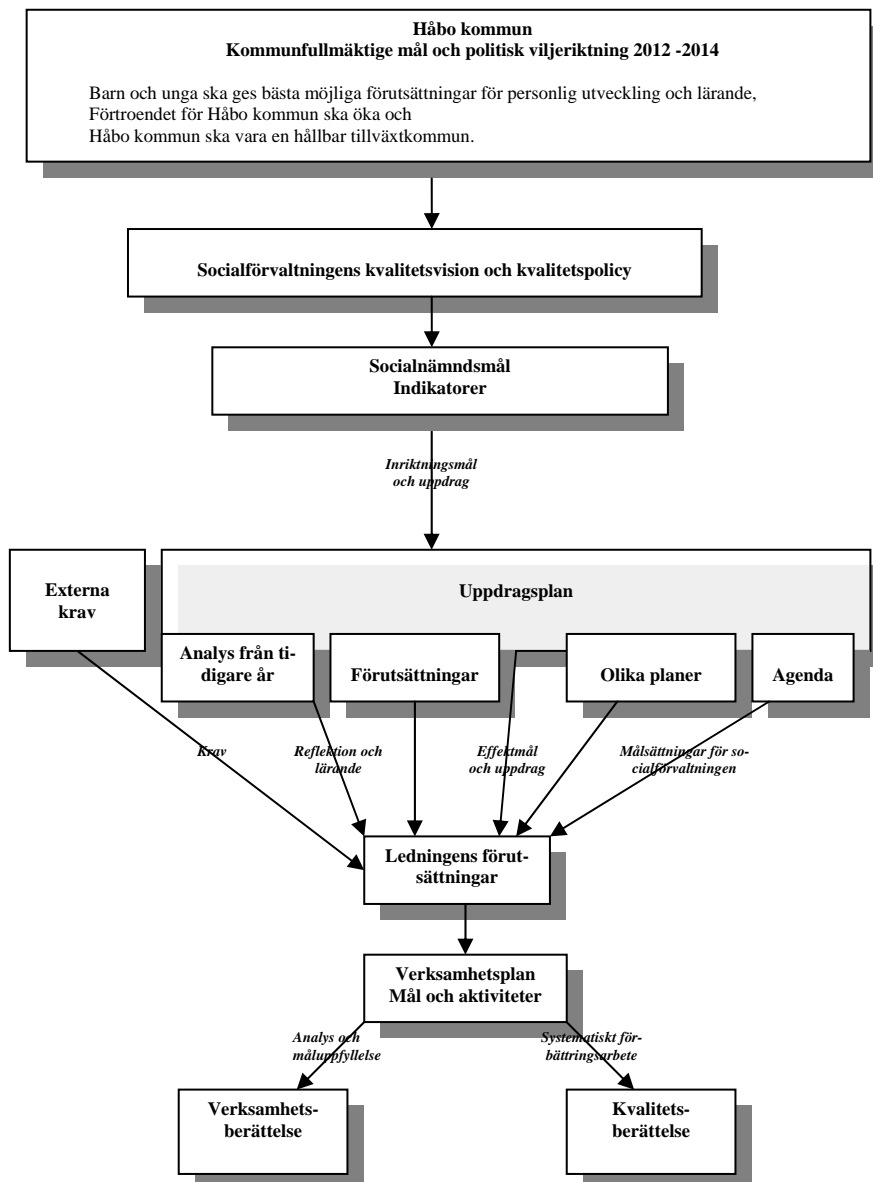 Håbo kommun
Kommunfullmäktige mål och politisk viljeriktning 2012 -2014
Barn och unga ska ges bästa möjliga förutsättningar för personlig utveckling och lärande,
Förtroendet för Håbo kommun ska öka och
Håbo kommun ska vara en hållbar tillväxtkommun.
Socialförvaltningens kvalitetsvision och kvalitetspolicy
Socialnämndsmål
Indikatorer
Inriktningsmål
och uppdrag
Externa
krav
Uppdragsplan
Analys från ti-
digare år
Förutsättningar
Olika planer
Agenda
Krav
Reflektion och
lärande
Effektmål
och uppdrag
Målsättningar för so-
cialförvaltningen
Ledningens förut-
sättningar
Verksamhetsplan
Mål och aktiviteter
Analys och
måluppfyllelse
Systematiskt för-
bättringsarbete
Verksamhets-
berättelse
Kvalitets-
berättelse